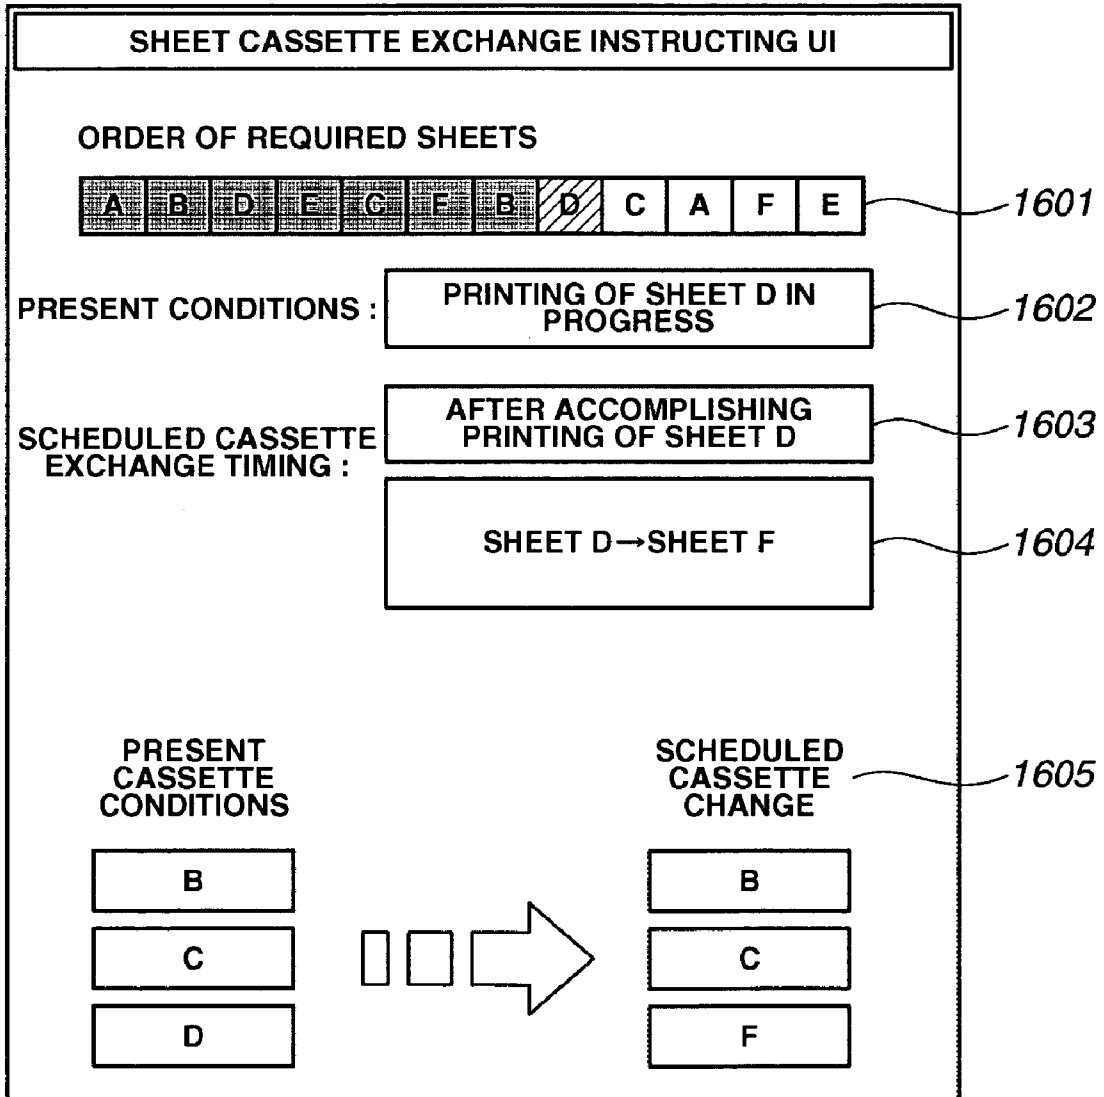 SHEET CASSETTE EXCHANGE INSTRUCTING UI
ORDER OF REQUIRED SHEETS
A B D E C F B D C A F E
1601
PRESENT CONDITIONS :
PRINTING OF SHEET D IN
PROGRESS
1602
SCHEDULED CASSETTE
EXCHANGE TIMING :
AFTER ACCOMPLISHING
PRINTING OF SHEET D
1603
SHEET D→SHEET F
1604
PRESENT
CASSETTE
CONDITIONS
SCHEDULED
CASSETTE
CHANGE
1605
B
C
D
B
C
F